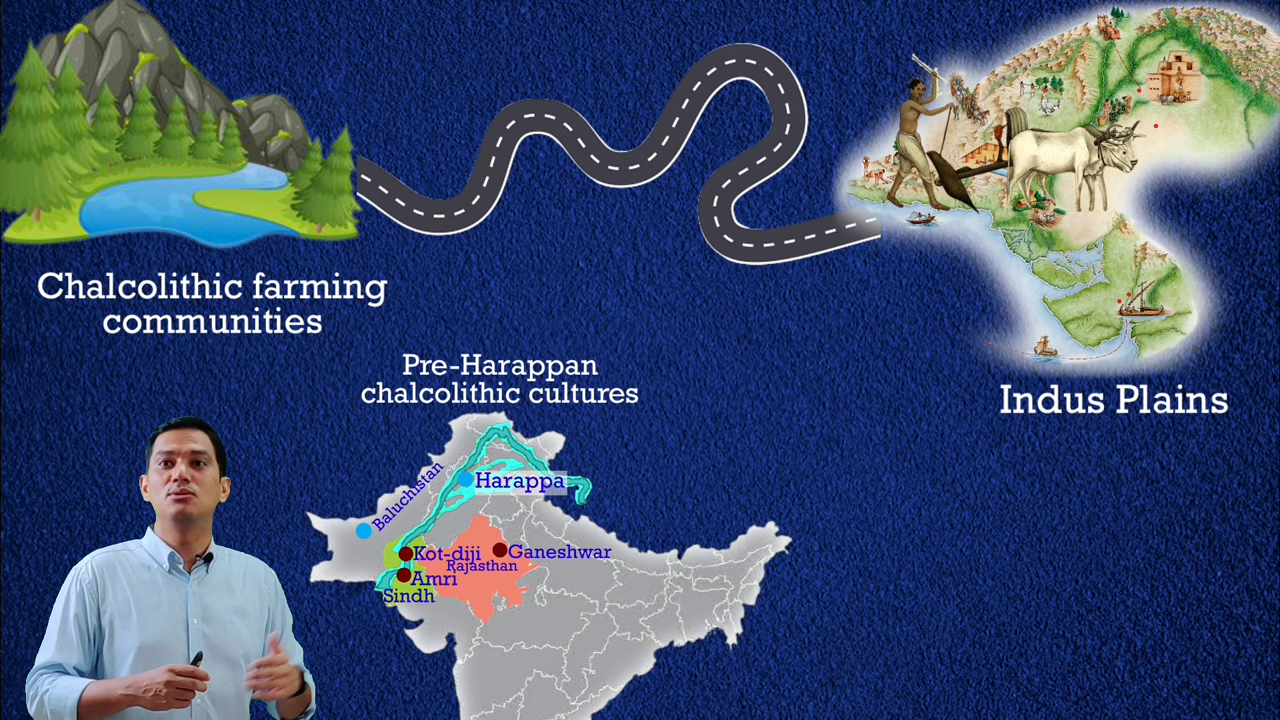 Chalcolithic farming
communities
Indus Plains
Pre-Harappan
chalcolithic cultures
Baluchistan
Harappa
Kot-diji
Ganeshwar
Rajasthan
Amri
Sindh